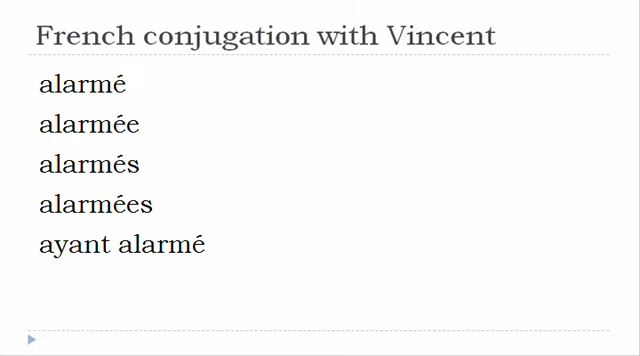 French conjugation with Vincent
alarmé
alarmée
alarmés
alarmées
ayant alarmé